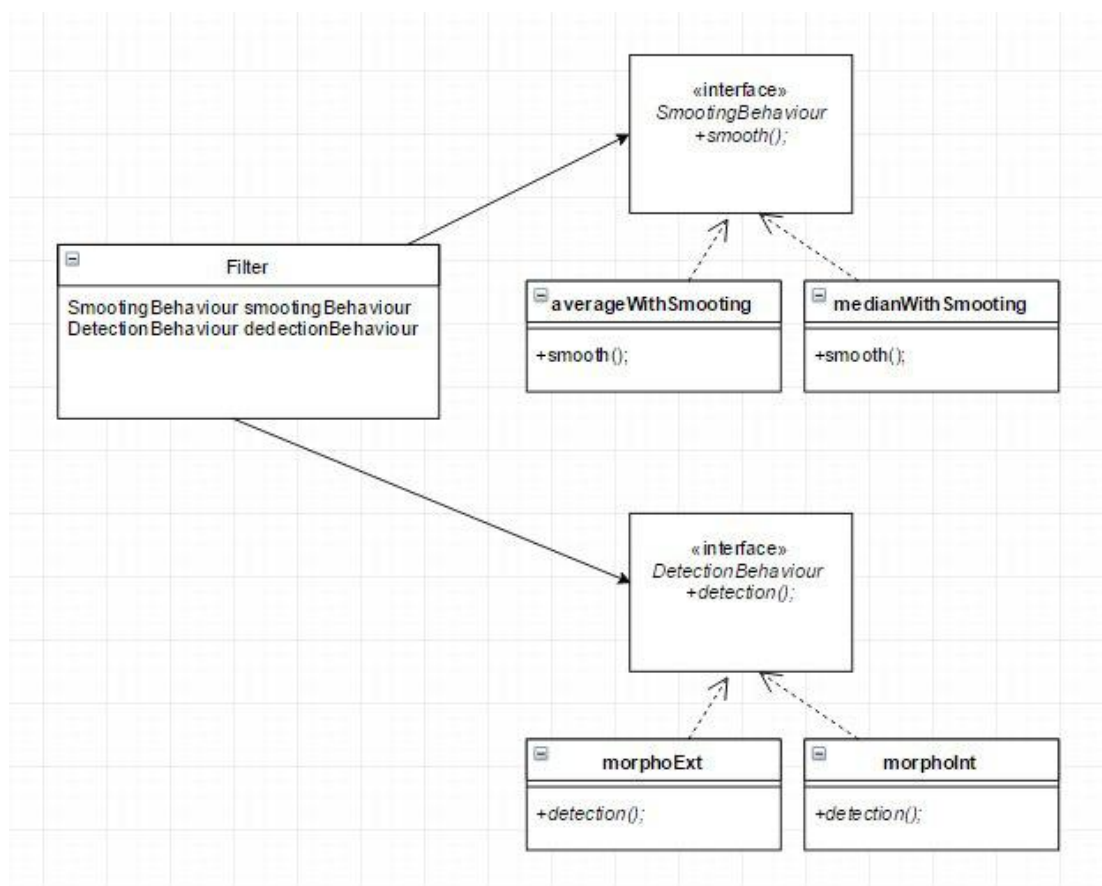 «interface»
SmootingBehaviour
+smooth();
Filter
SmootingBehaviour smootingBehaviour
DetectionBehaviour dedectionBehaviour
averageWithSmooting
+smooth();
medianWithSmooting
+smooth();
«interface»
DetectionBehaviour
+detection();
morphoExt
+detection();
morphoInt
+detection();